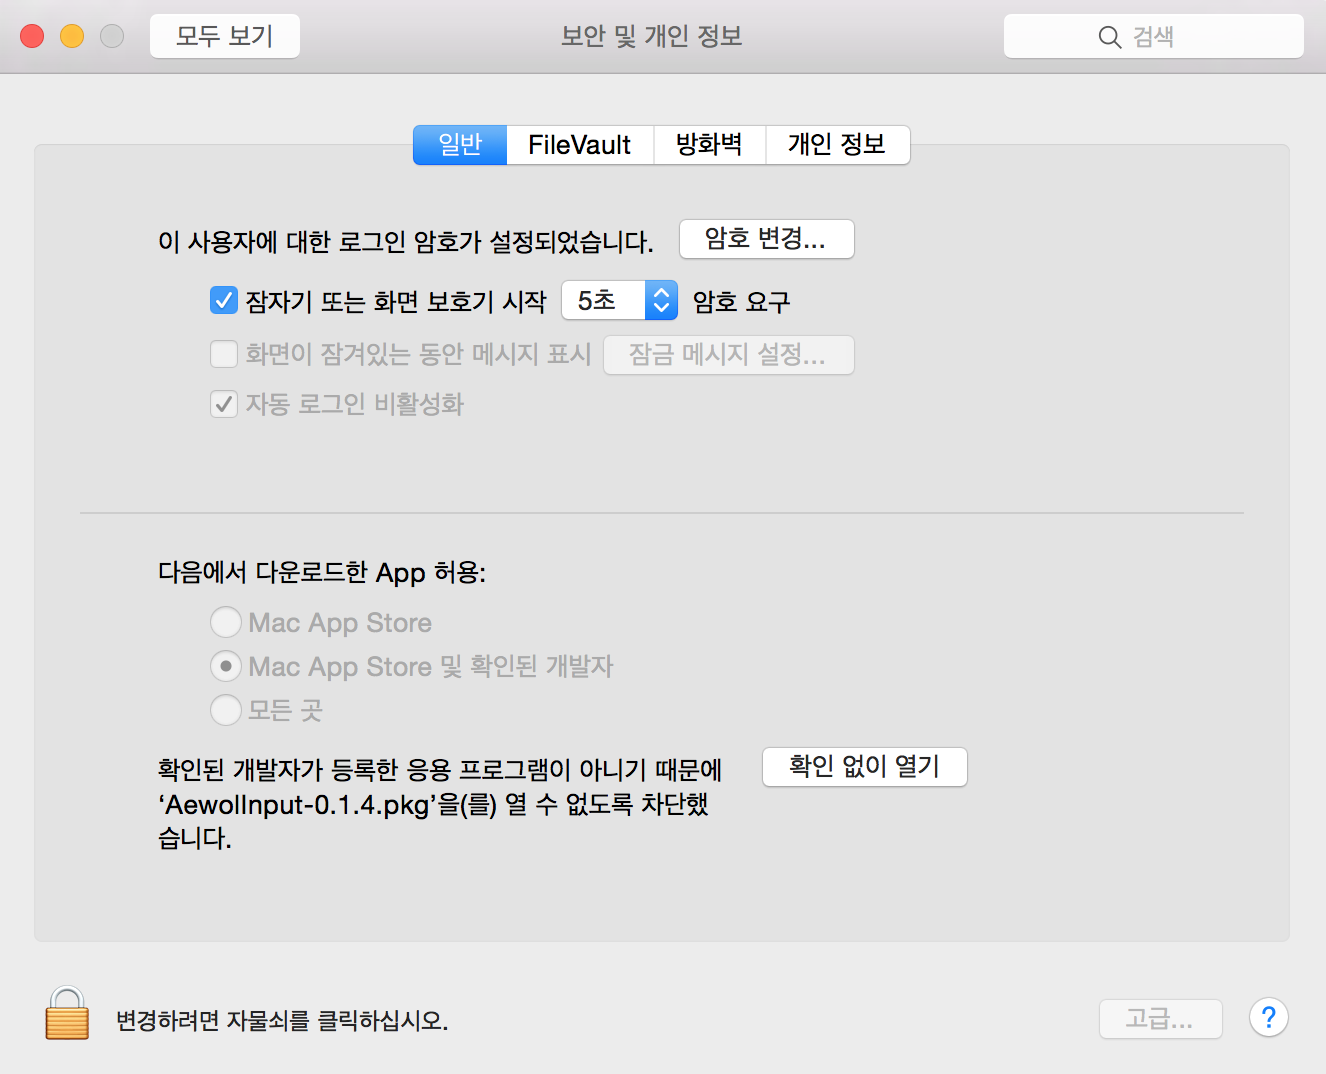 모두 보기
보안 및 개인 정보
검색
일반
FileVault
방화벽
개인 정보
이 사용자에 대한 로그인 암호가 설정되었습니다.
암호 변경...
잠자기 또는 화면 보호기 시작
5초
암호 요구
화면이 잠겨있는 동안 메시지 표시
잠금 메시지 설정...
자동 로그인 비활성화
다음에서 다운로드한 App 허용:
Mac App Store
Mac App Store 및 확인된 개발자
모든 곳
확인된 개발자가 등록한 응용 프로그램이 아니기 때문에
‘AewolInput-0.1.4.pkg’을(를) 열 수 없도록 차단했
습니다.
확인 없이 열기
변경하려면 자물쇠를 클릭하십시오.
고급...
?